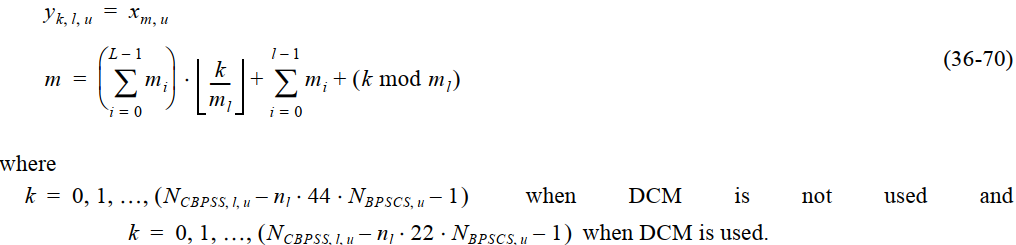 y_{k, l, u} = x_{m, u}
m = \left( \sum_{i = 0}^{L - 1} m_i \right) \cdot \left\lfloor \frac{k}{m_l} \right\rfloor + \sum_{i = 0}^{l - 1} m_i + (k mod m_l) (36-70)
where
k = 0, 1, …, (N_{CBPSS, l, u} – n_l · 44 · N_{BPSCS, u} – 1) when DCM is not used and
k = 0, 1, …, (N_{CBPSS, l, u} – n_l · 22 · N_{BPSCS, u} – 1) when DCM is used.